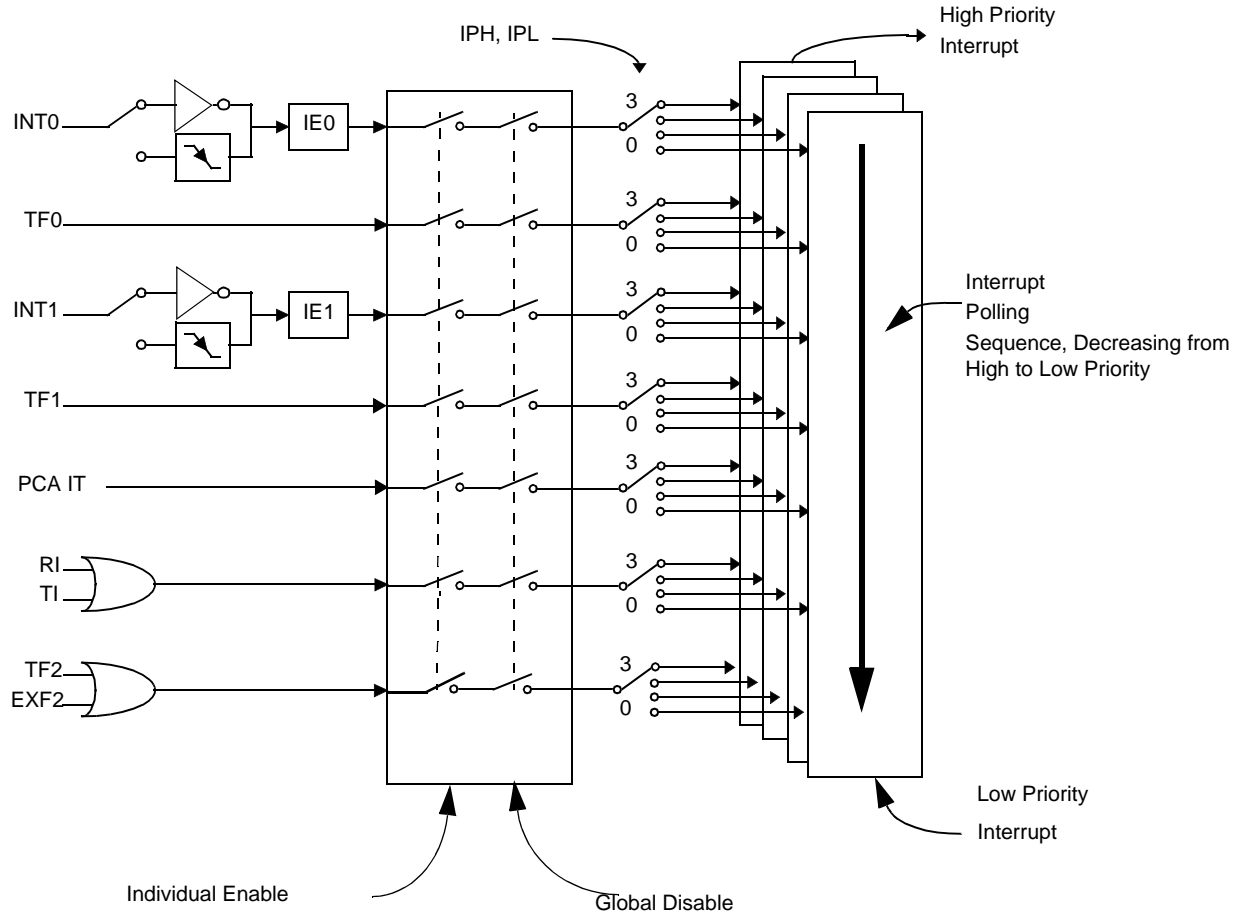 High Priority
Interrupt
IPH, IPL
3
INT0
IE0
0
3
TF0
0
3
INT1
IE1
0
Interrupt
Polling
Sequence, Decreasing from
High to Low Priority
3
TF1
0
3
PCA IT
0
RI
TI
3
0
TF2
EXF2
3
0
Low Priority
Interrupt
Individual Enable
Global Disable